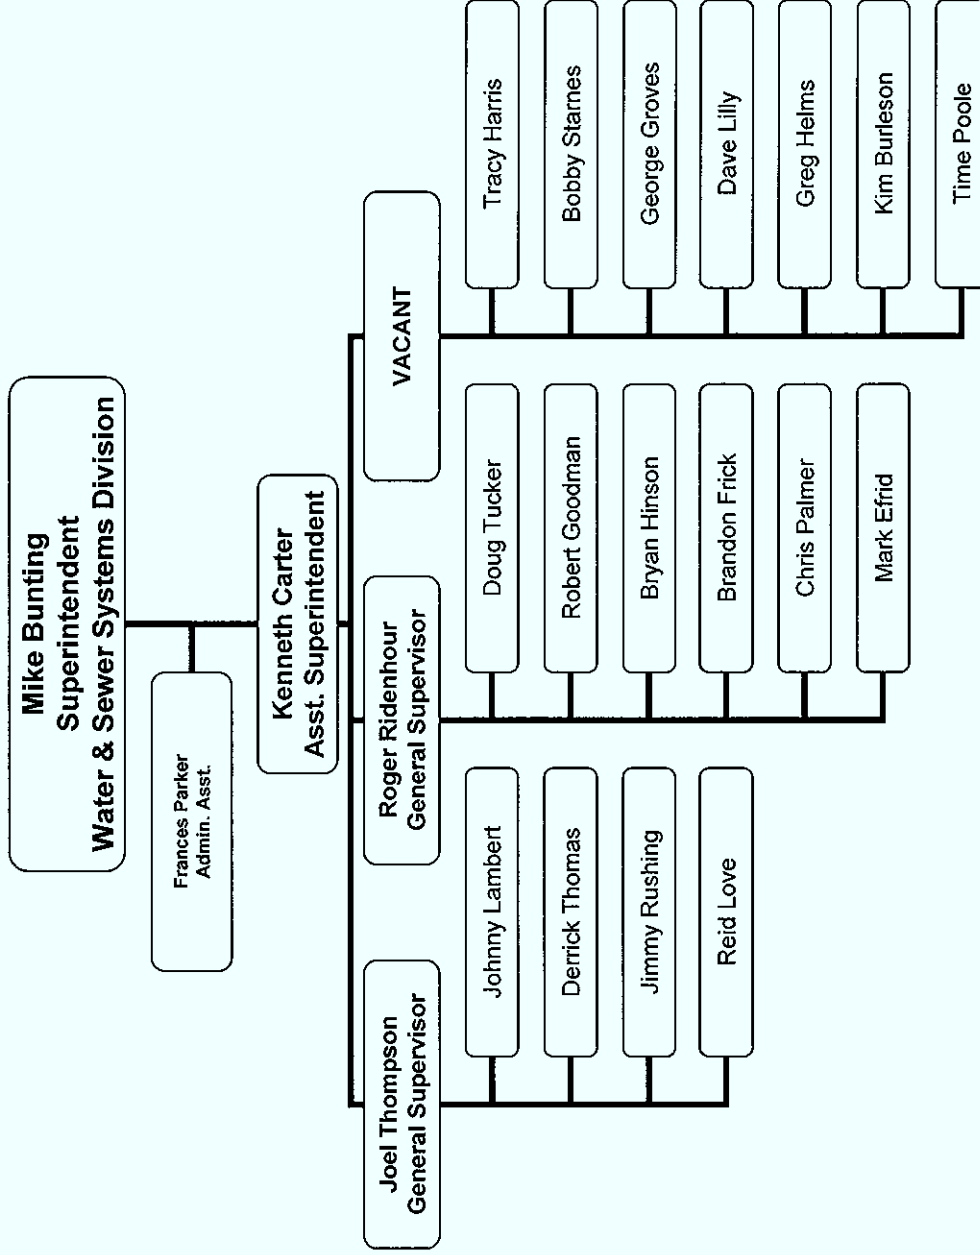 Mike Bunting
Superintendent
Water & Sewer Systems Division
Frances Parker
Admin. Asst.
Kenneth Carter
Asst. Superintendent
Joel Thompson
General Supervisor
Johnny Lambert
Derrick Thomas
Jimmy Rushing
Reid Love
Roger Ridenhour
General Supervisor
Doug Tucker
Robert Goodman
Bryan Hinson
Brandon Frick
Chris Palmer
Mark Efrid
VACANT
Tracy Harris
Bobby Starnes
George Groves
Dave Lilly
Greg Helms
Kim Burleson
Time Poole